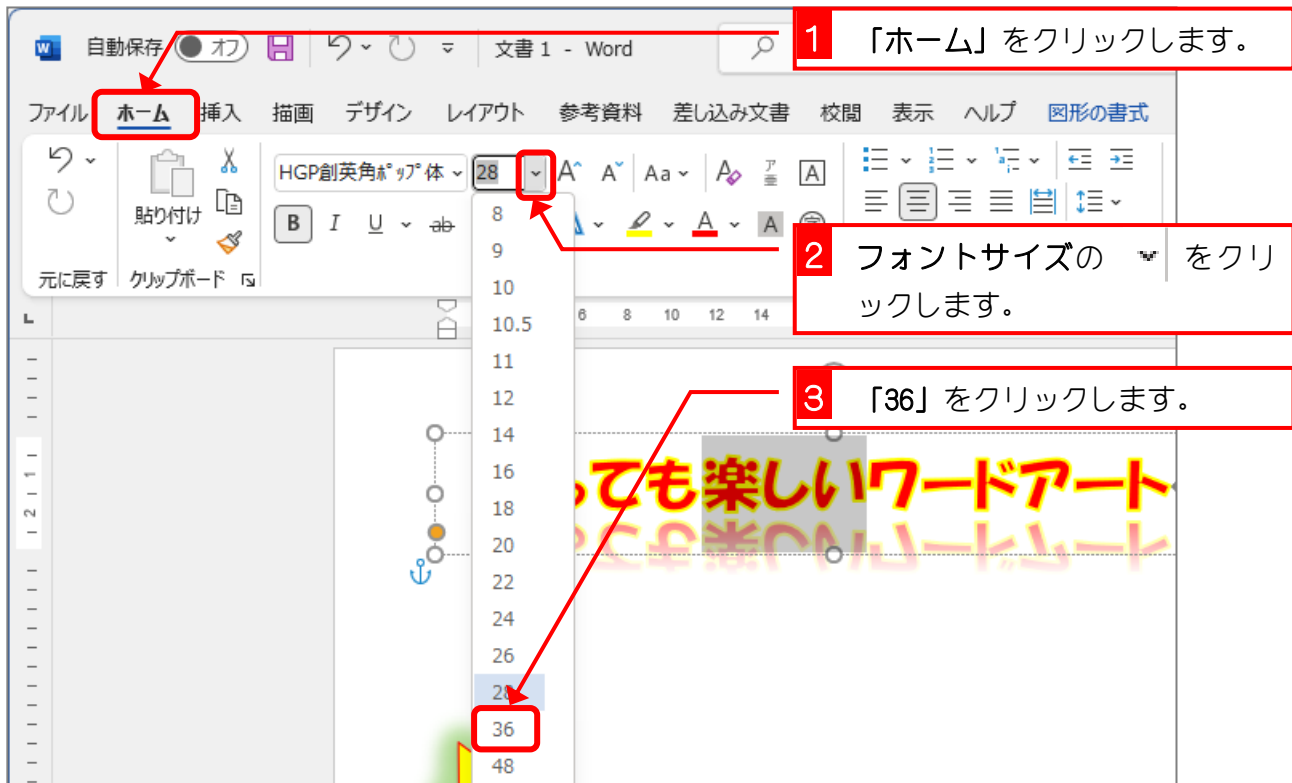 自動保存 オフ 文書 1 - Word
1 「ホーム」をクリックします。
ファイル ホーム 挿入 描画 デザイン レイアウト 参考資料 差し込み文書 校閲 表示 ヘルプ 図形の書式
HGP創英角ﾎﾟｯﾌﾟ体 28 A A Aa A ア亜 A
貼り付け
B I U ab A A
元に戻す クリップボード
2 フォントサイズの をクリ
ックします。
6 8 10 12 14
8
9
10
10.5
11
12
14
16
18
20
22
24
26
28
36
48
3 「36」をクリックします。
っても楽しいワードアート
1
2